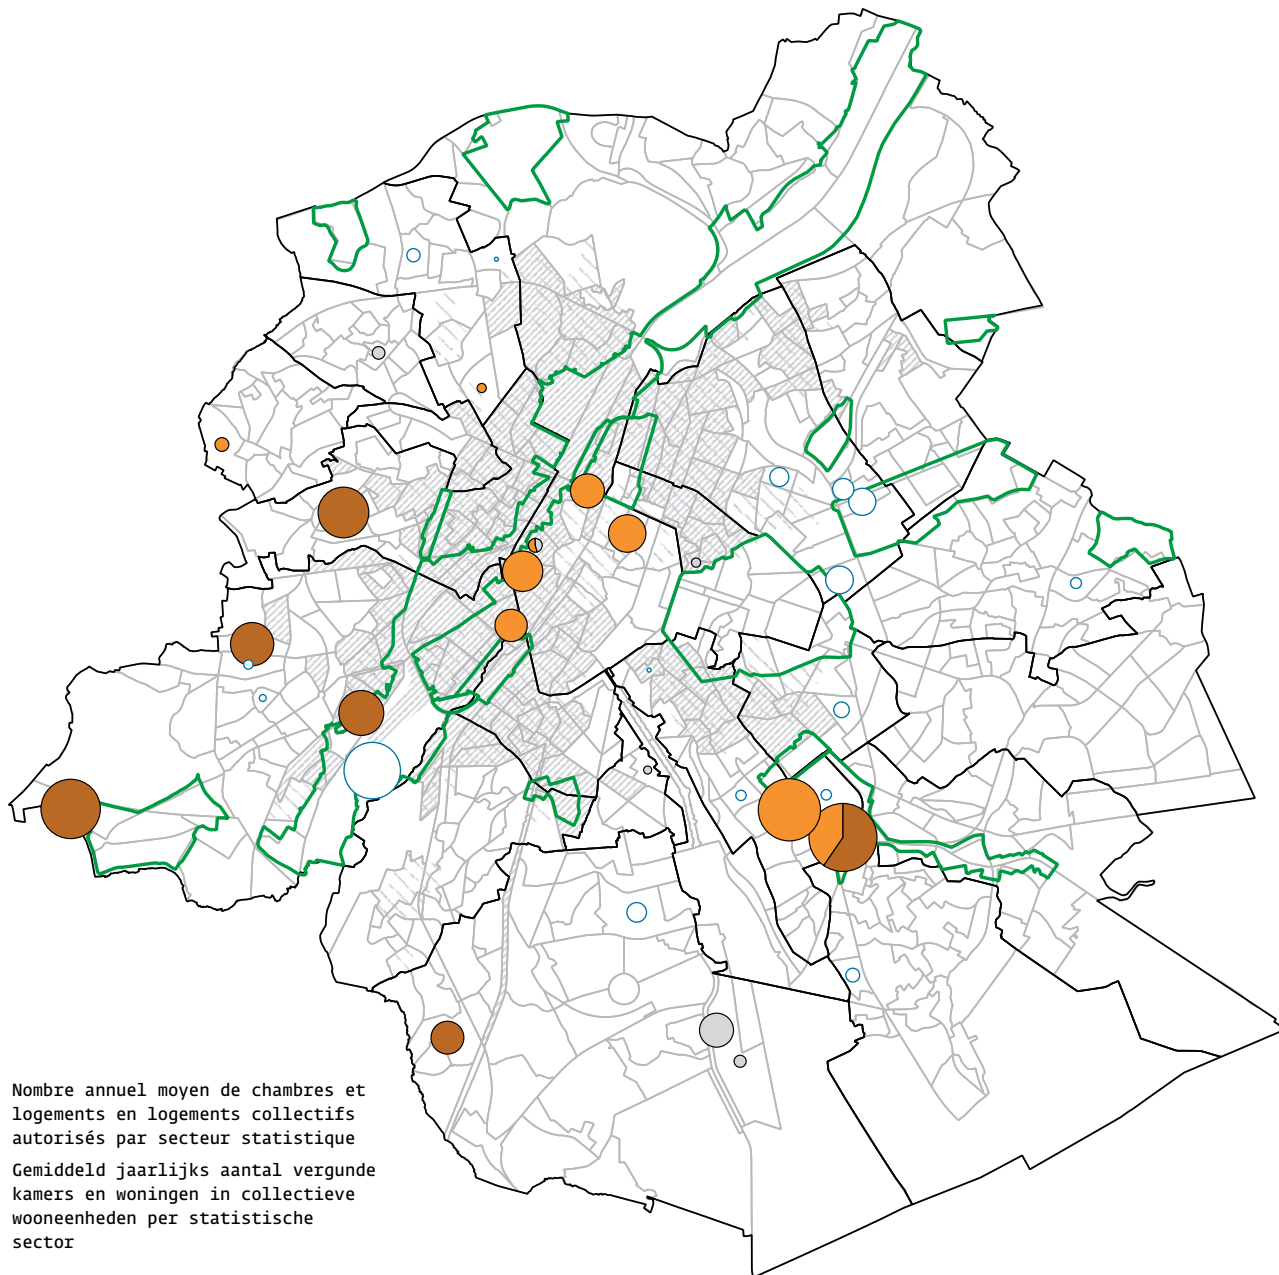 Nombre annuel moyen de chambres et
logements en logements collectifs
autorisés par secteur statistique
Gemiddeld jaarlijks aantal vergunde
kamers en woningen in collectieve
wooneenheden per statistische
sector